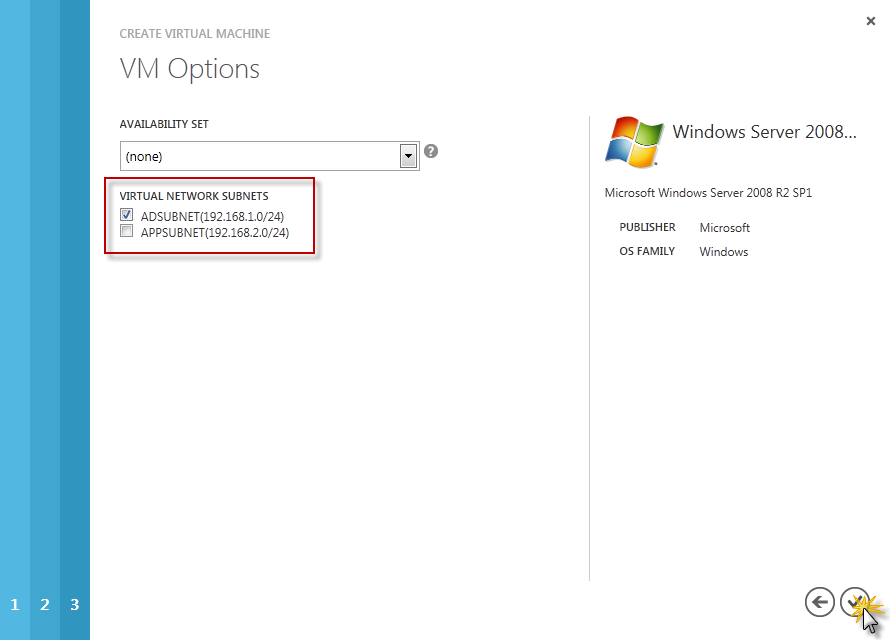 CREATE VIRTUAL MACHINE
VM Options
AVAILABILITY SET
(none)
?
VIRTUAL NETWORK SUBNETS
ADSUBNET(192.168.1.0/24)
APPSUBNET(192.168.2.0/24)
Windows Server 2008...
Microsoft Windows Server 2008 R2 SP1
PUBLISHER Microsoft
OS FAMILY Windows
1 2 3